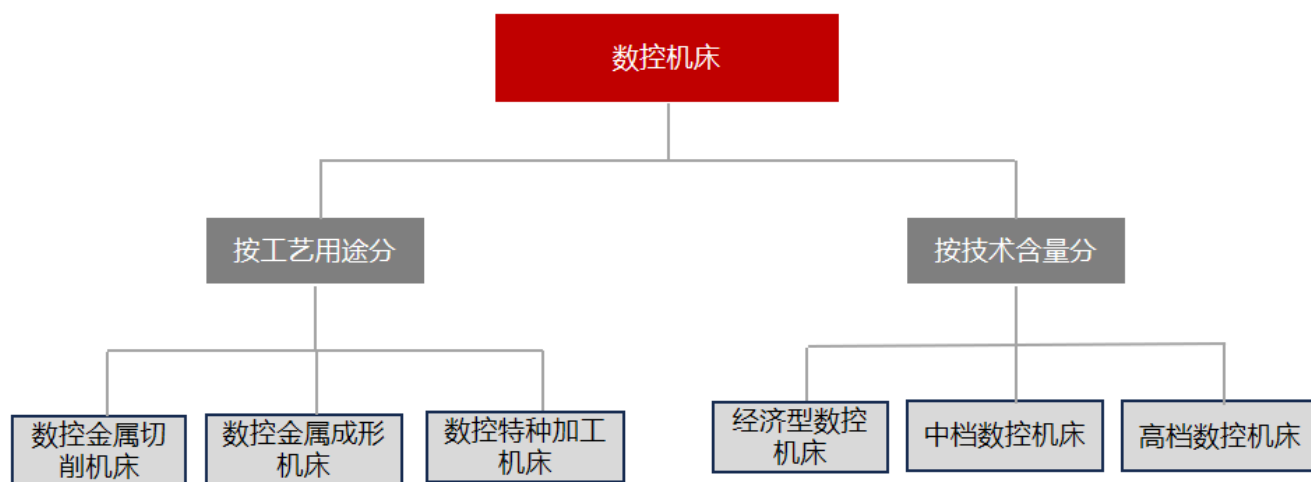 数控机床
按工艺用途分
按技术含量分
数控金属切
削机床
数控金属成形
机床
数控特种加工
机床
经济型数控
机床
中档数控机床
高档数控机床